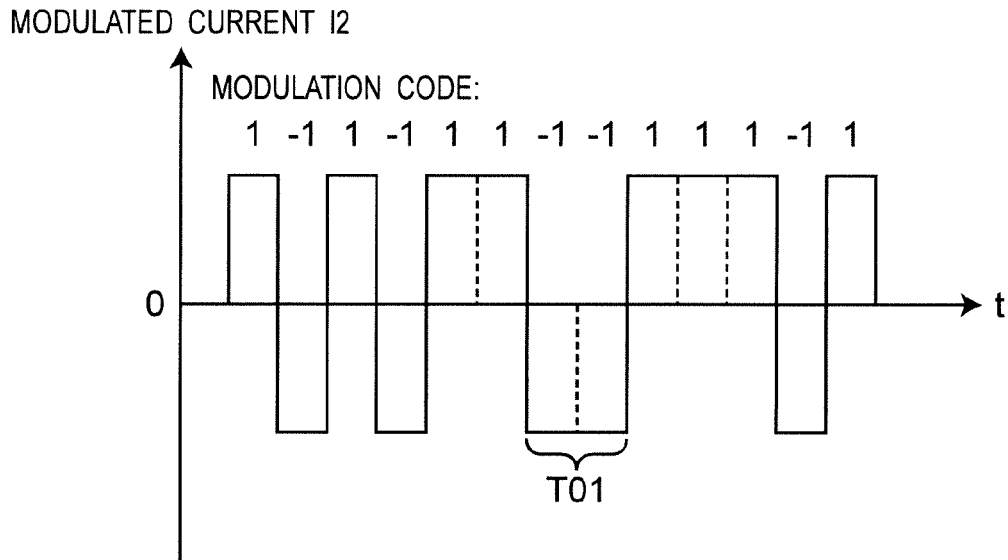 MODULATED CURRENT I2
MODULATION CODE:
1 -1 1 -1 1 1 -1 -1 1 1 1 -1 1
0
t
T01